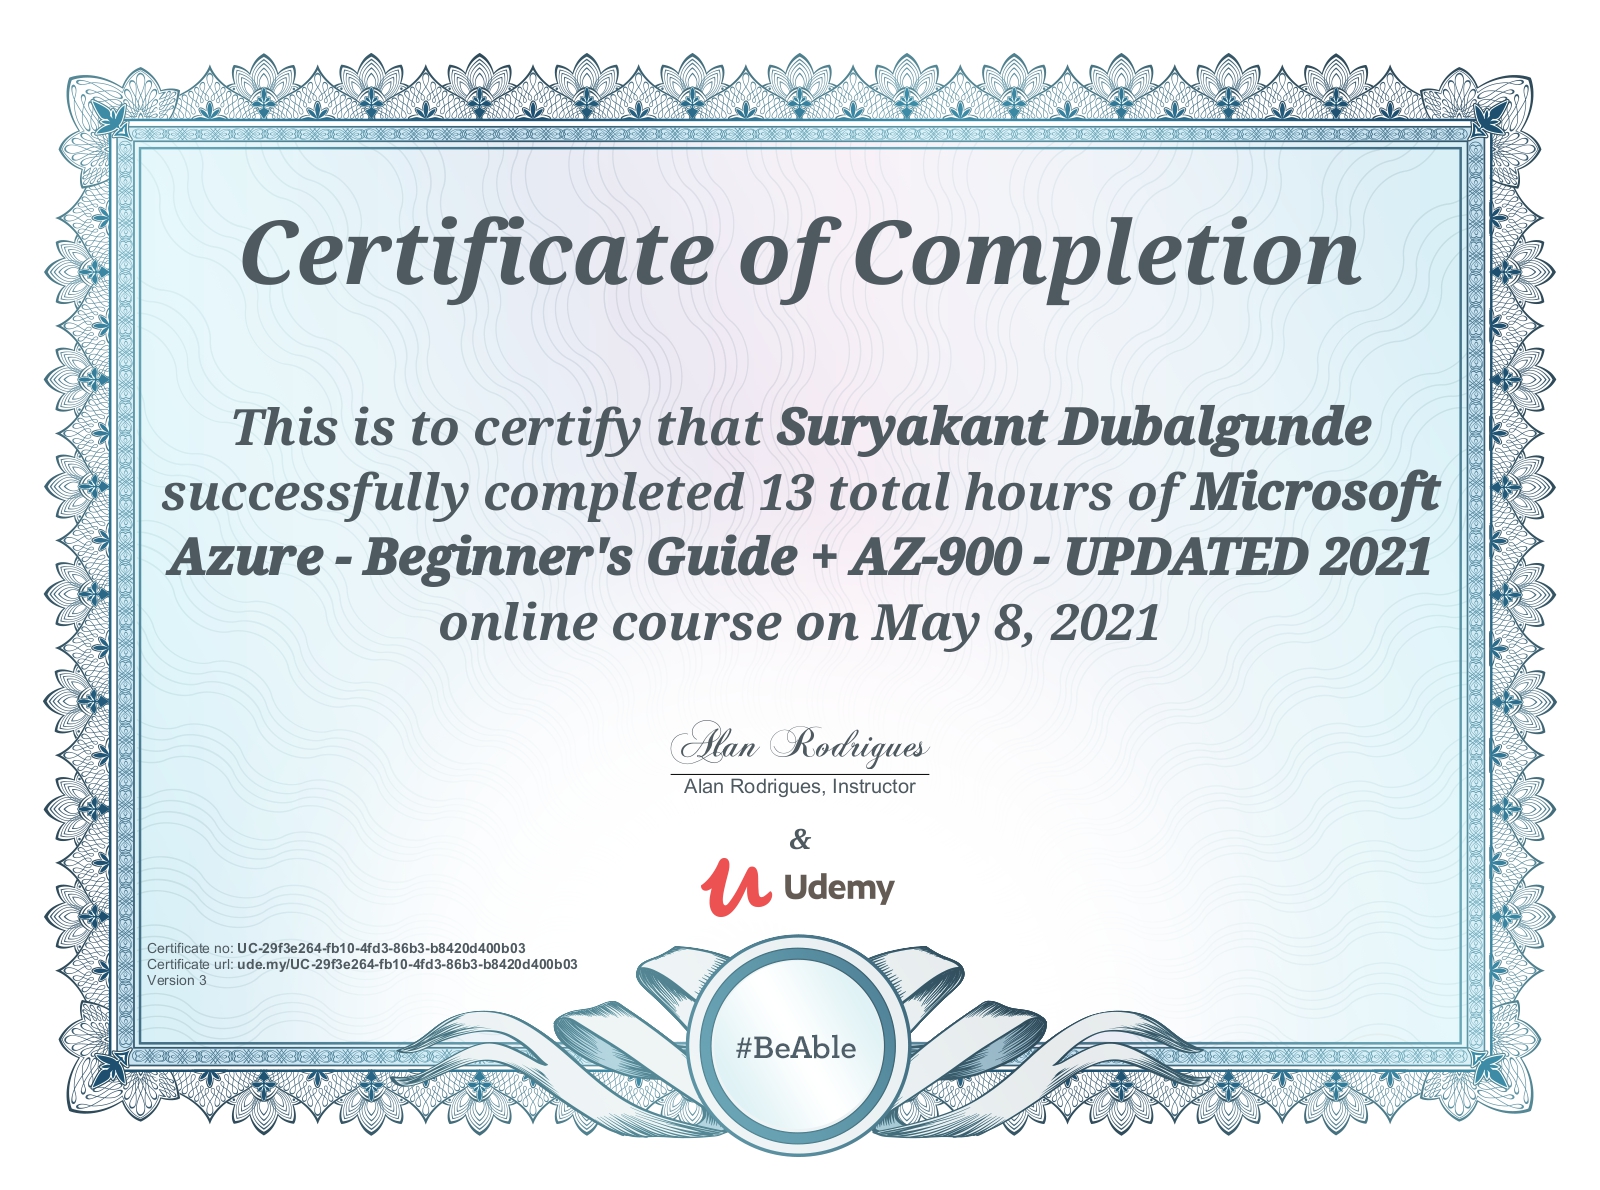 Certificate of Completion
This is to certify that Suryakant Dubalgunde
successfully completed 13 total hours of Microsoft
Azure - Beginner's Guide + AZ-900 - UPDATED 2021
online course on May 8, 2021
Alan Rodrigues
Alan Rodrigues, Instructor
&
Udemy
Certificate no: UC-29f3e264-fb10-4fd3-86b3-b8420d400b03
Certificate url: ude.my/UC-29f3e264-fb10-4fd3-86b3-b8420d400b03
Version 3
#BeAble